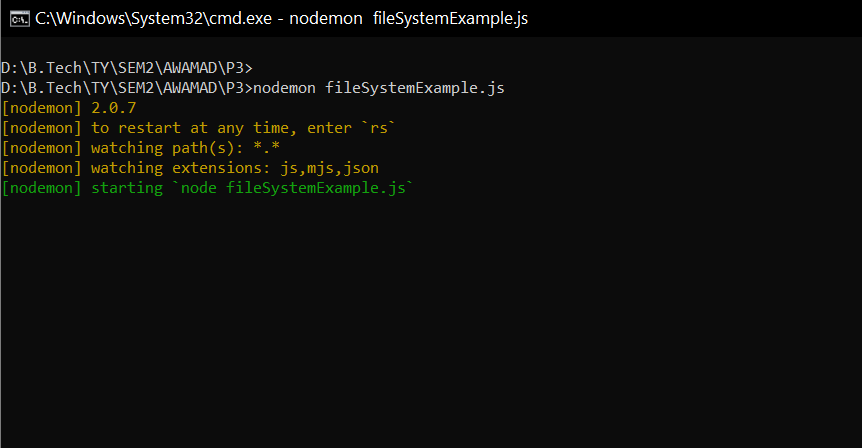 C:\Windows\System32\cmd.exe - nodemon  fileSystemExample.js
D:\B.Tech\TY\SEM2\AWAMAD\P3>
D:\B.Tech\TY\SEM2\AWAMAD\P3>nodemon fileSystemExample.js
[nodemon] 2.0.7
[nodemon] to restart at any time, enter `rs`
[nodemon] watching path(s): *.*
[nodemon] watching extensions: js,mjs,json
[nodemon] starting `node fileSystemExample.js`